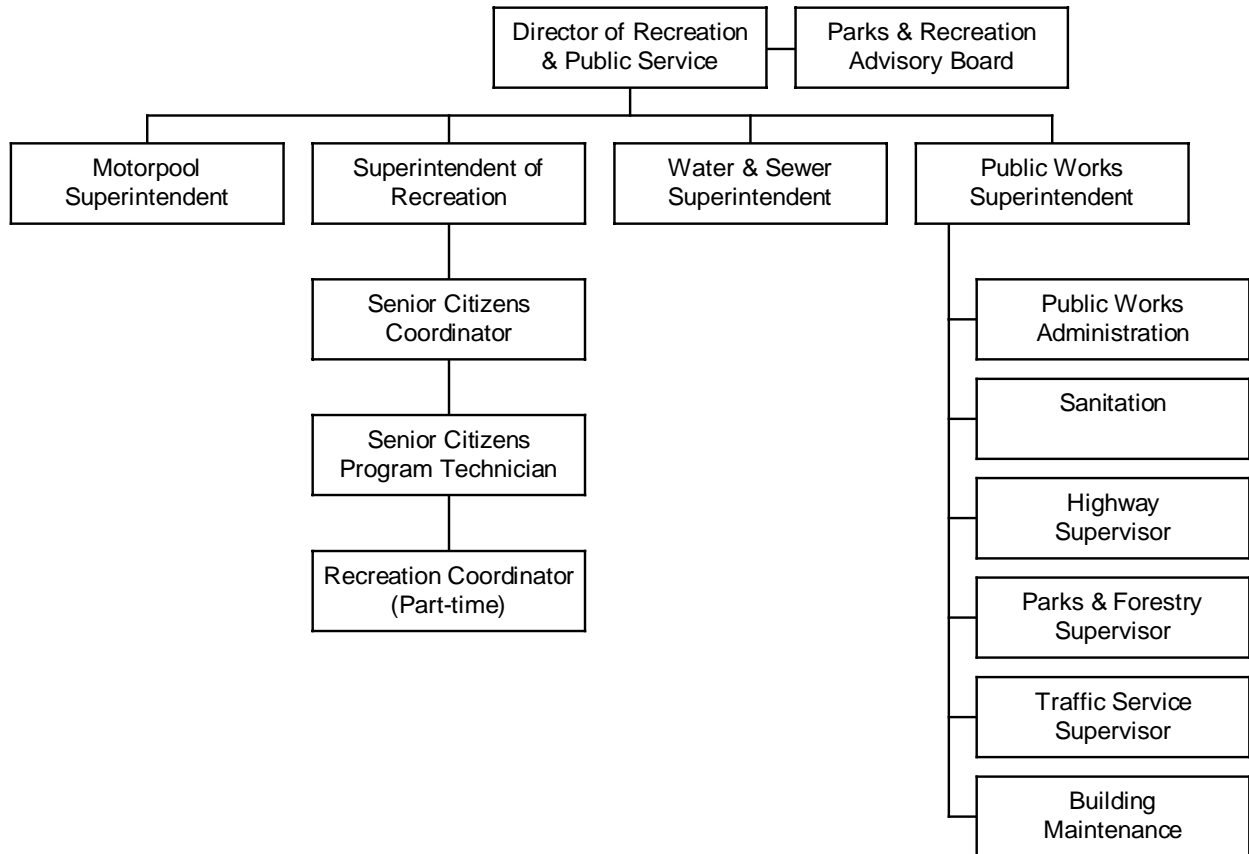 Director of Recreation
& Public Service
Parks & Recreation
Advisory Board
Motorpool
Superintendent
Superintendent of
Recreation
Water & Sewer
Superintendent
Public Works
Superintendent
Senior Citizens
Coordinator
Senior Citizens
Program Technician
Recreation Coordinator
(Part-time)
Public Works
Administration
Sanitation
Highway
Supervisor
Parks & Forestry
Supervisor
Traffic Service
Supervisor
Building
Maintenance